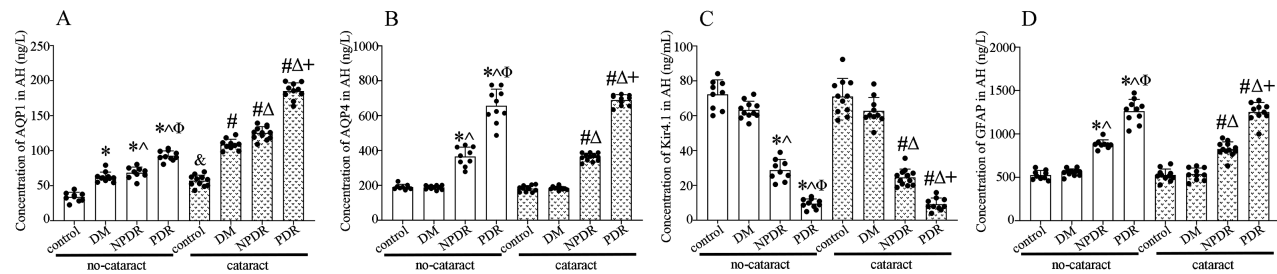 A
Concentration of AQP1 in AH (ng/L)
250
200
150
100
50
0
*
*^
*^Φ
&
#
#Δ
#Δ+
control
DM
NPDR
PDR
control
DM
NPDR
PDR
no-cataract
cataract
B
Concentration of AQP4 in AH (ng/L)
1000
800
600
400
200
0
*^
*^Φ
#Δ
#Δ+
control
DM
NPDR
PDR
control
DM
NPDR
PDR
no-cataract
cataract
C
Concentration of Kir4.1 in AH (ng/mL)
100
80
60
40
20
0
*^
*^Φ
#Δ
#Δ+
control
DM
NPDR
PDR
control
DM
NPDR
PDR
no-cataract
cataract
D
Concentration of GFAP in AH (ng/L)
2000
1500
1000
500
0
*^
*^Φ
#Δ
#Δ+
control
DM
NPDR
PDR
control
DM
NPDR
PDR
no-cataract
cataract